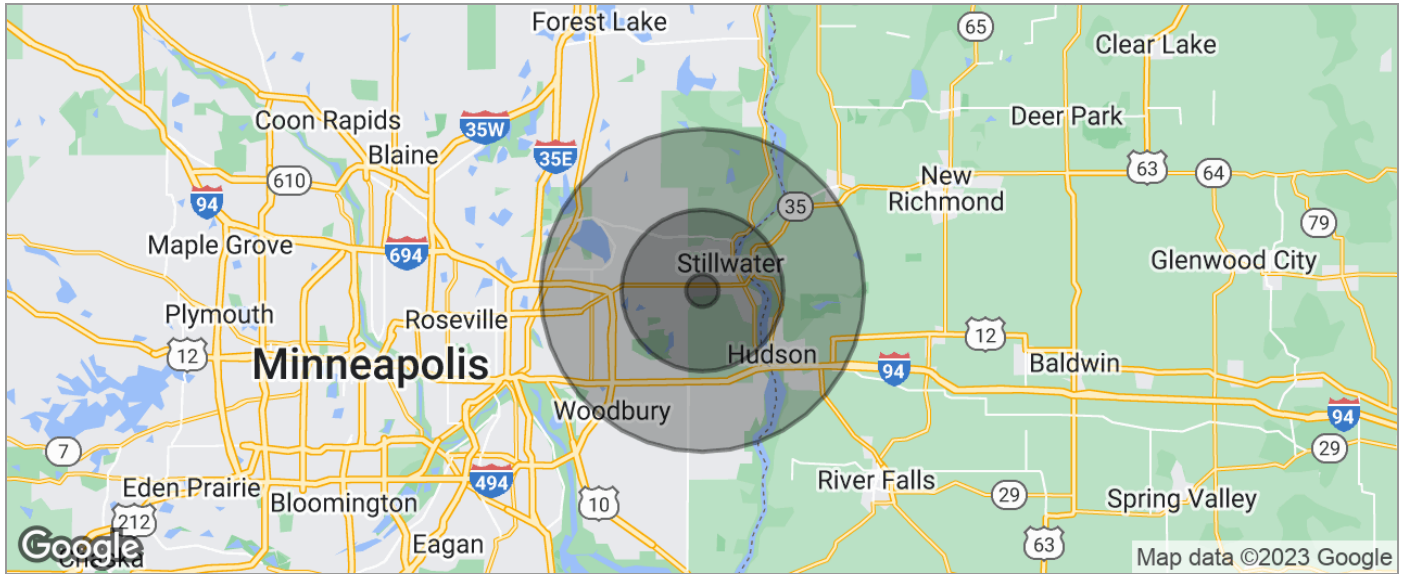 Forest Lake
65
Clear Lake
Coon Rapids
35W
Deer Park
Blaine
35E
63
64
610
94
New
Richmond
35
79
Maple Grove
694
Stillwater
Glenwood City
Plymouth
Roseville
12
12
Minneapolis
Hudson
Baldwin
94
94
Woodbury
7
29
494
River Falls
Eden Prairie
Bloomington
10
29
Spring Valley
212
Eagan
63
Google
Chaska
Map data ©2023 Google